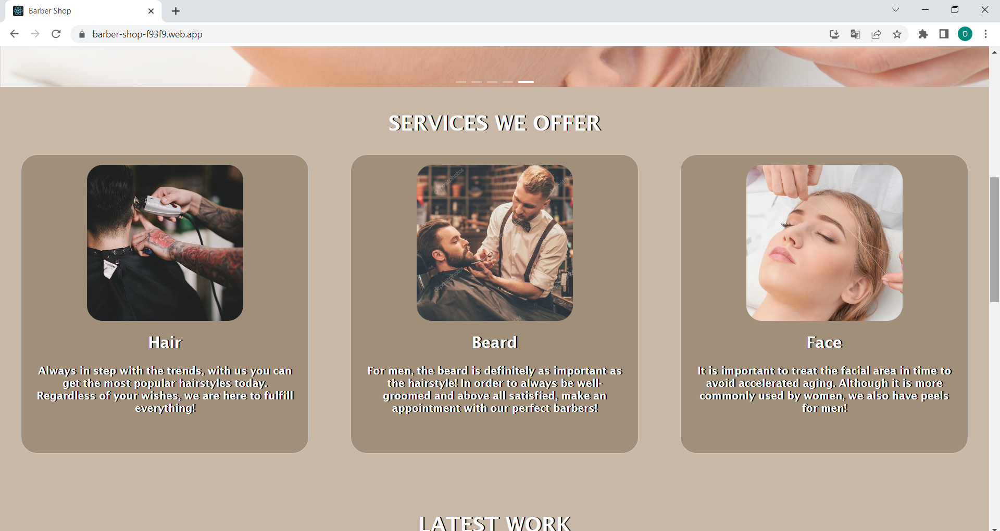 Barber Shop
barber-shop-f93f9.web.app
O
SERVICES WE OFFER
depositphotos
depositphotos
depositphotos
Hair
Always in step with the trends, with us you can
get the most popular hairstyles today.
Regardless of your wishes, we are here to fulfill
everything!
Beard
For men, the beard is definitely as important as
the hairstyle! In order to always be well-
groomed and above all satisfied, make an
appointment with our perfect barbers!
Face
It is important to treat the facial area in time to
avoid accelerated aging. Although it is more
commonly used by women, we also have peels
for men!
LATEST WORK